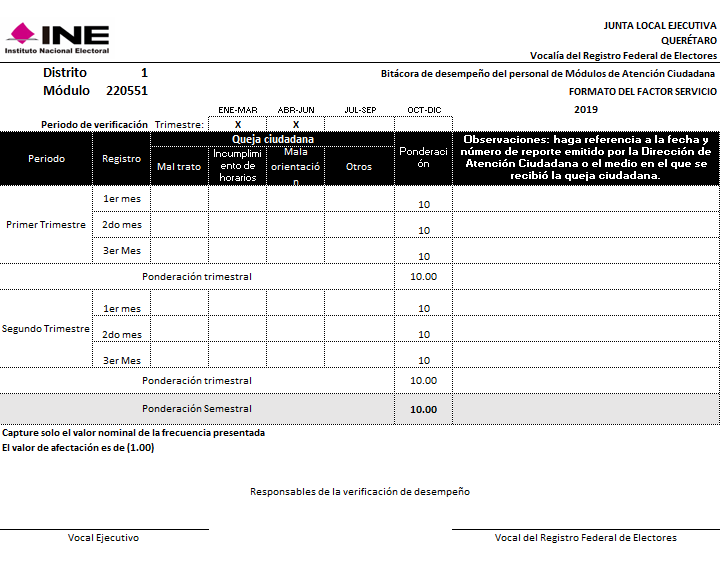 INE
Instituto Nacional Electoral
JUNTA LOCAL EJECUTIVA
QUERÉTARO
Vocalía del Registro Federal de Electores
Distrito 1
Bitácora de desempeño del personal de Módulos de Atención Ciudadana
Módulo 220551
FORMATO DEL FACTOR SERVICIO
ENE-MAR ABR-JUN JUL-SEP OCT-DIC 2019
Periodo de verificación Trimestre: X X
Periodo Registro Queja ciudadana
Mal trato
Incumplimi
ento de
horarios
Mala
orientació
n
Otros
Ponderaci
ón
Observaciones: haga referencia a la fecha y
número de reporte emitido por la Dirección de
Atención Ciudadana o el medio en el que se
recibió la queja ciudadana.
Primer Trimestre
1er mes 10
2do mes 10
3er Mes 10
Ponderación trimestral 10.00
Segundo Trimestre
1er mes 10
2do mes 10
3er Mes 10
Ponderación trimestral 10.00
Ponderación Semestral 10.00
Capture solo el valor nominal de la frecuencia presentada
El valor de afectación es de (1.00)
Responsables de la verificación de desempeño
Vocal Ejecutivo Vocal del Registro Federal de Electores